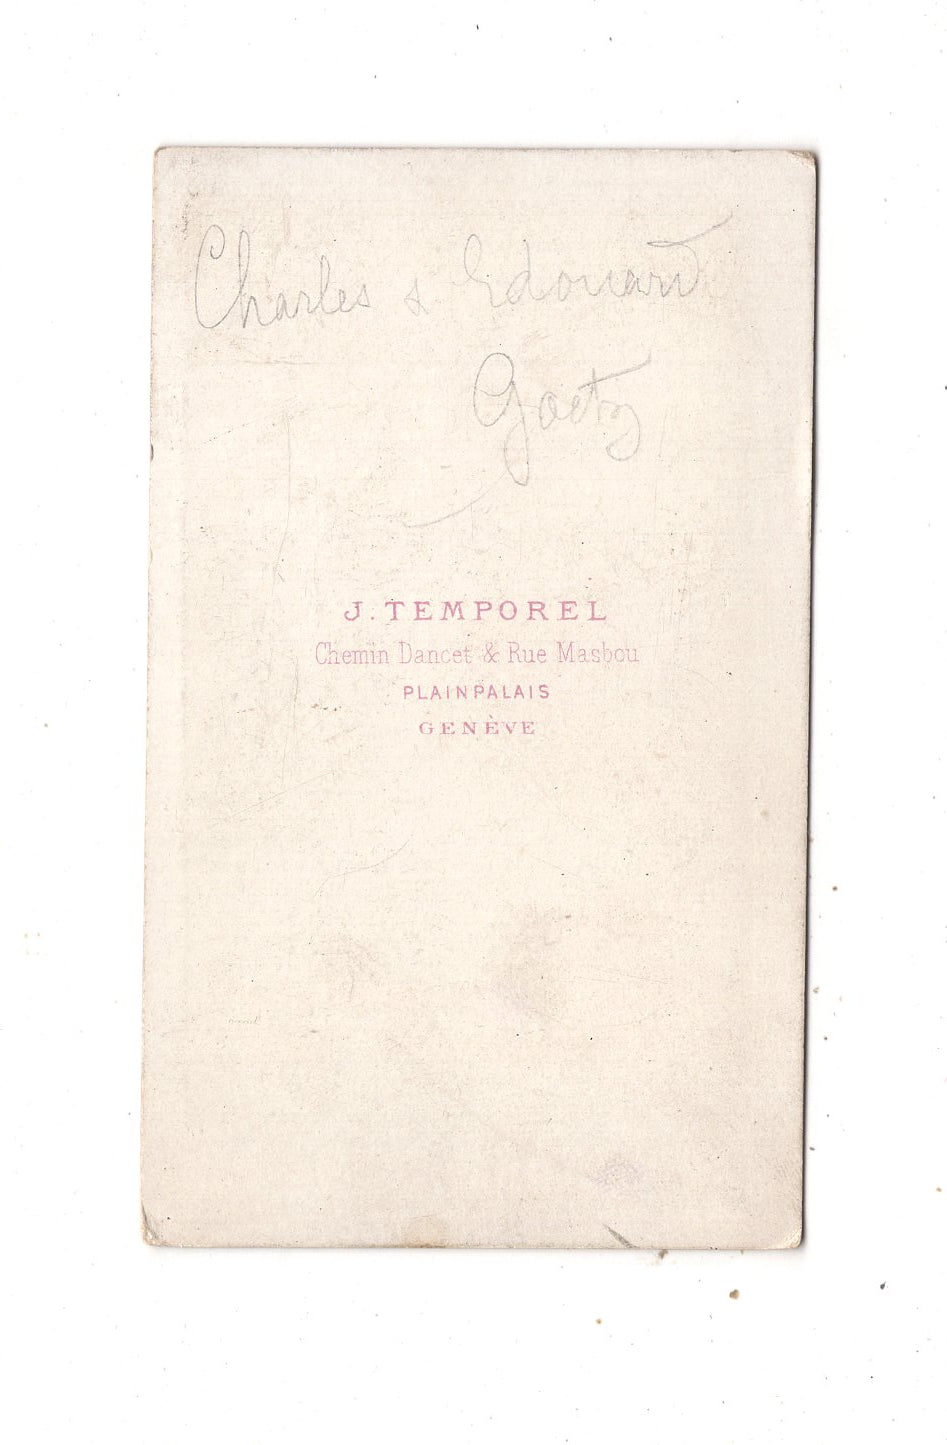 Charles & Edouard
Goetz
J. TEMPOREL
Chemin Dancet & Rue Masbou
PLAINPALAIS
GENÈVE